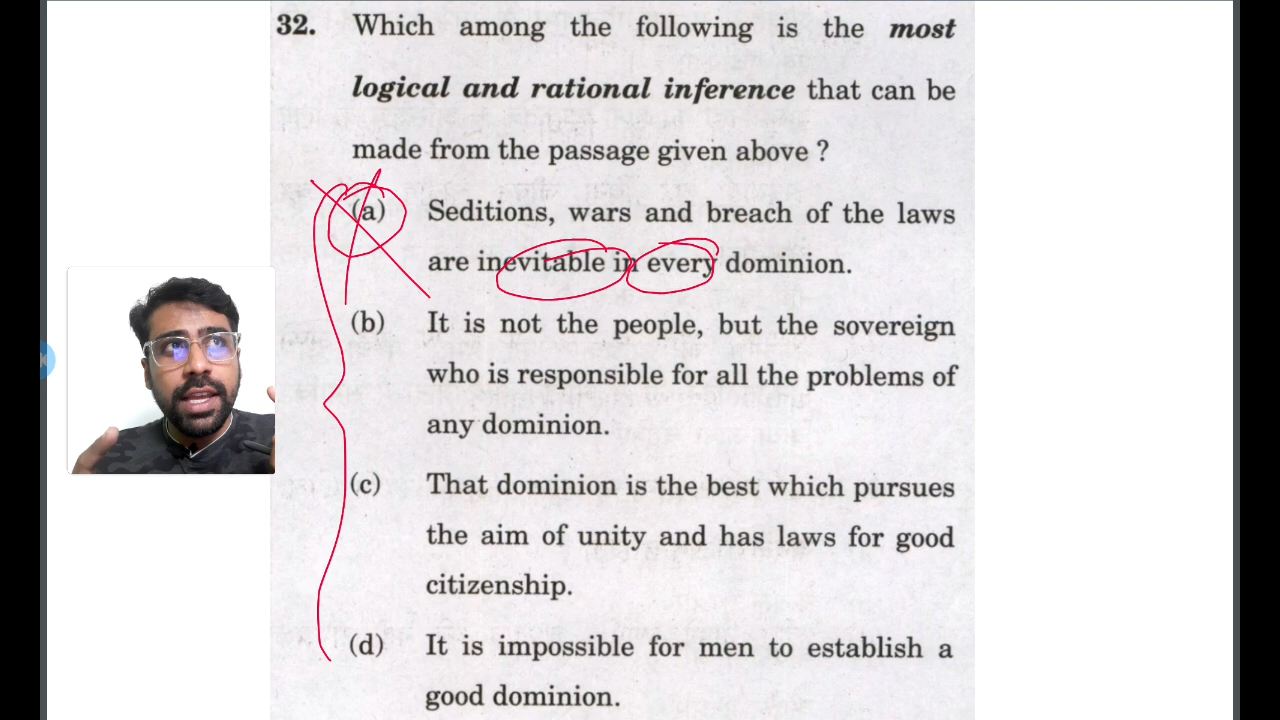 32. Which among the following is the most
logical and rational inference that can be
made from the passage given above ?
(a) Seditions, wars and breach of the laws
are inevitable in every dominion.
(b) It is not the people, but the sovereign
who is responsible for all the problems of
any dominion.
(c) That dominion is the best which pursues
the aim of unity and has laws for good
citizenship.
(d) It is impossible for men to establish a
good dominion.